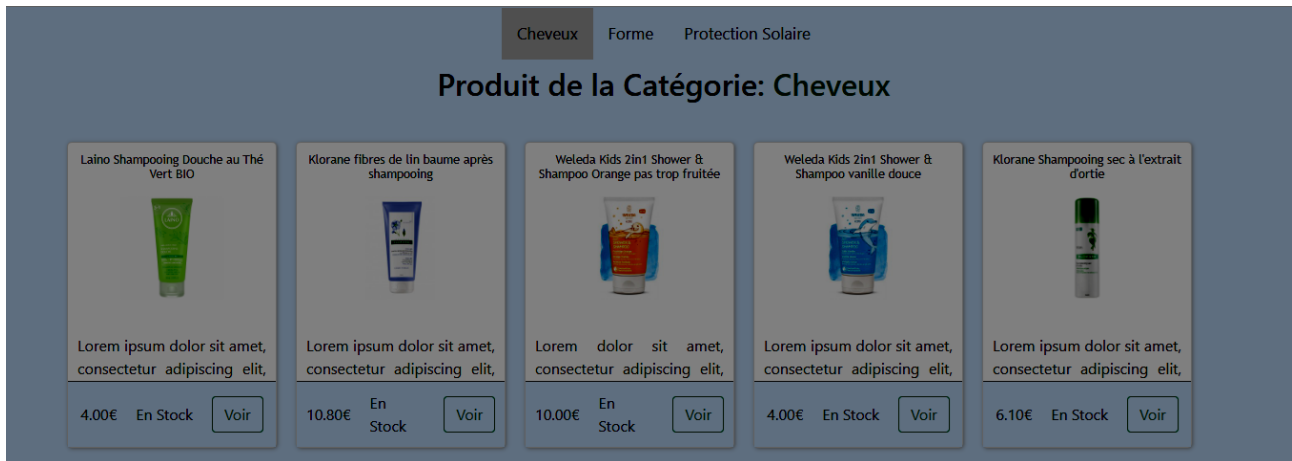 Cheveux Forme Protection Solaire
Produit de la Catégorie: Cheveux
Laino Shampooing Douche au Thé
Vert BIO
Lorem ipsum dolor sit amet,
consectetur adipiscing elit,
4.00€ En Stock Voir
Klorane fibres de lin baume après
shampooing
Lorem ipsum dolor sit amet,
consectetur adipiscing elit,
10.80€ En
Stock
Voir
Weleda Kids 2in1 Shower &
Shampoo Orange pas trop fruitée
Lorem dolor sit amet,
consectetur adipiscing elit,
10.00€ En
Stock
Voir
Weleda Kids 2in1 Shower &
Shampoo vanille douce
Lorem ipsum dolor sit amet,
consectetur adipiscing elit,
4.00€ En Stock Voir
Klorane Shampooing sec à l'extrait
d'ortie
Lorem ipsum dolor sit amet,
consectetur adipiscing elit,
6.10€ En Stock Voir